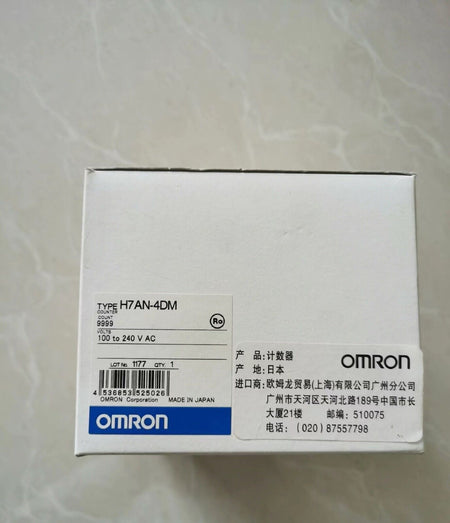 TYPE H7AN-4DM
COUNTER
COUNT
9999
VOLTS
100 to 240 V AC
Ro
LOT No. 1177 QTY. 1
4 536853 525026
OMRON Corporation MADE IN JAPAN
OMRON
产 品：计数器
OMRON
产 地：日本
进口商：欧姆龙贸易(上海)有限公司广州分公司
广州市天河区天河北路189号中国市长
大厦21楼 邮编：510075
电话：(020) 87557798